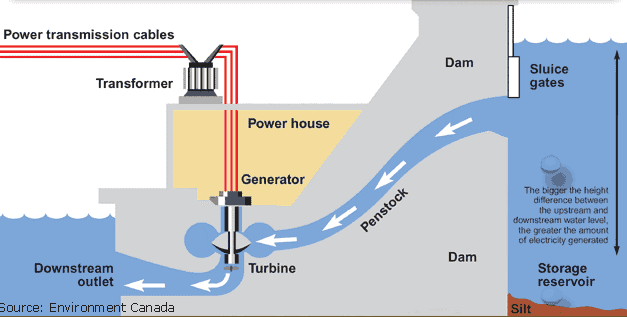 Power transmission cables
Transformer
Power house
Generator
Dam
Sluice
gates
Penstock
The bigger the height
difference between
the upstream and
downstream water level,
the greater the amount
of electricity generated
Turbine
Dam
Downstream
outlet
Storage
reservoir
Source: Environment Canada
Silt